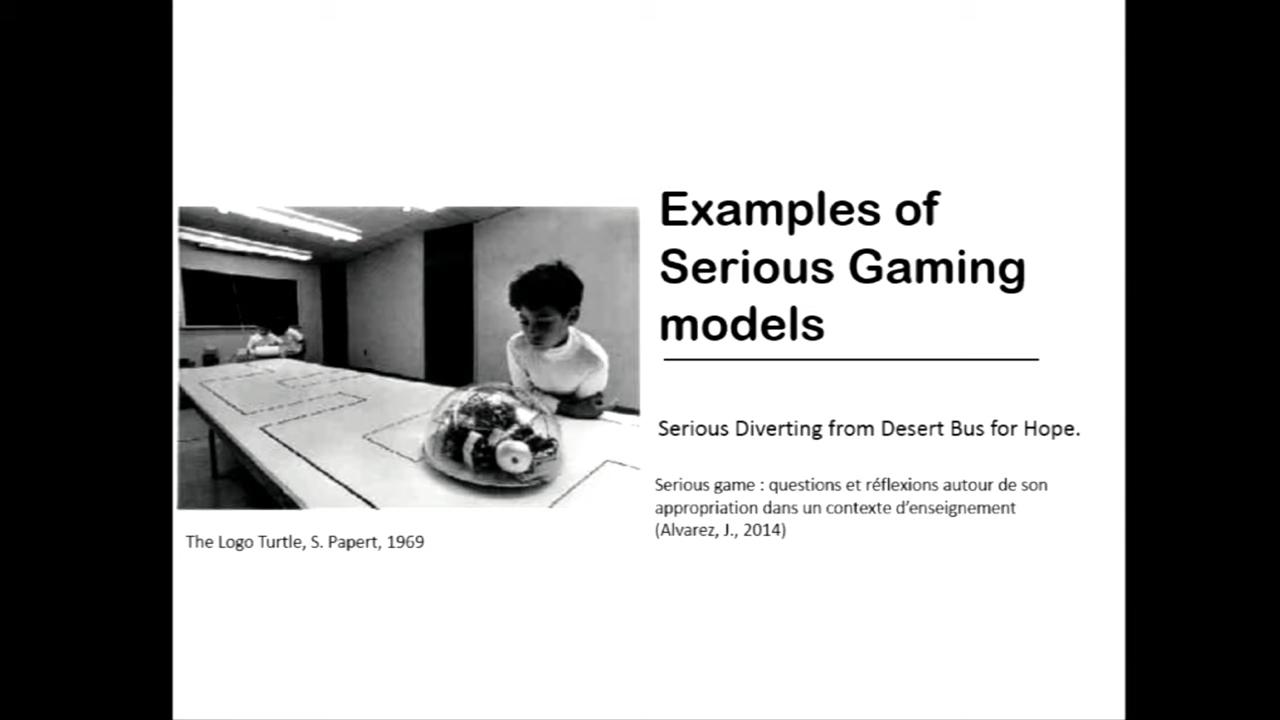 Examples of
Serious Gaming
models
Serious Diverting from Desert Bus for Hope.
Serious game : questions et réflexions autour de son
appropriation dans un contexte d’enseignement
(Alvarez, J., 2014)
The Logo Turtle, S. Papert, 1969